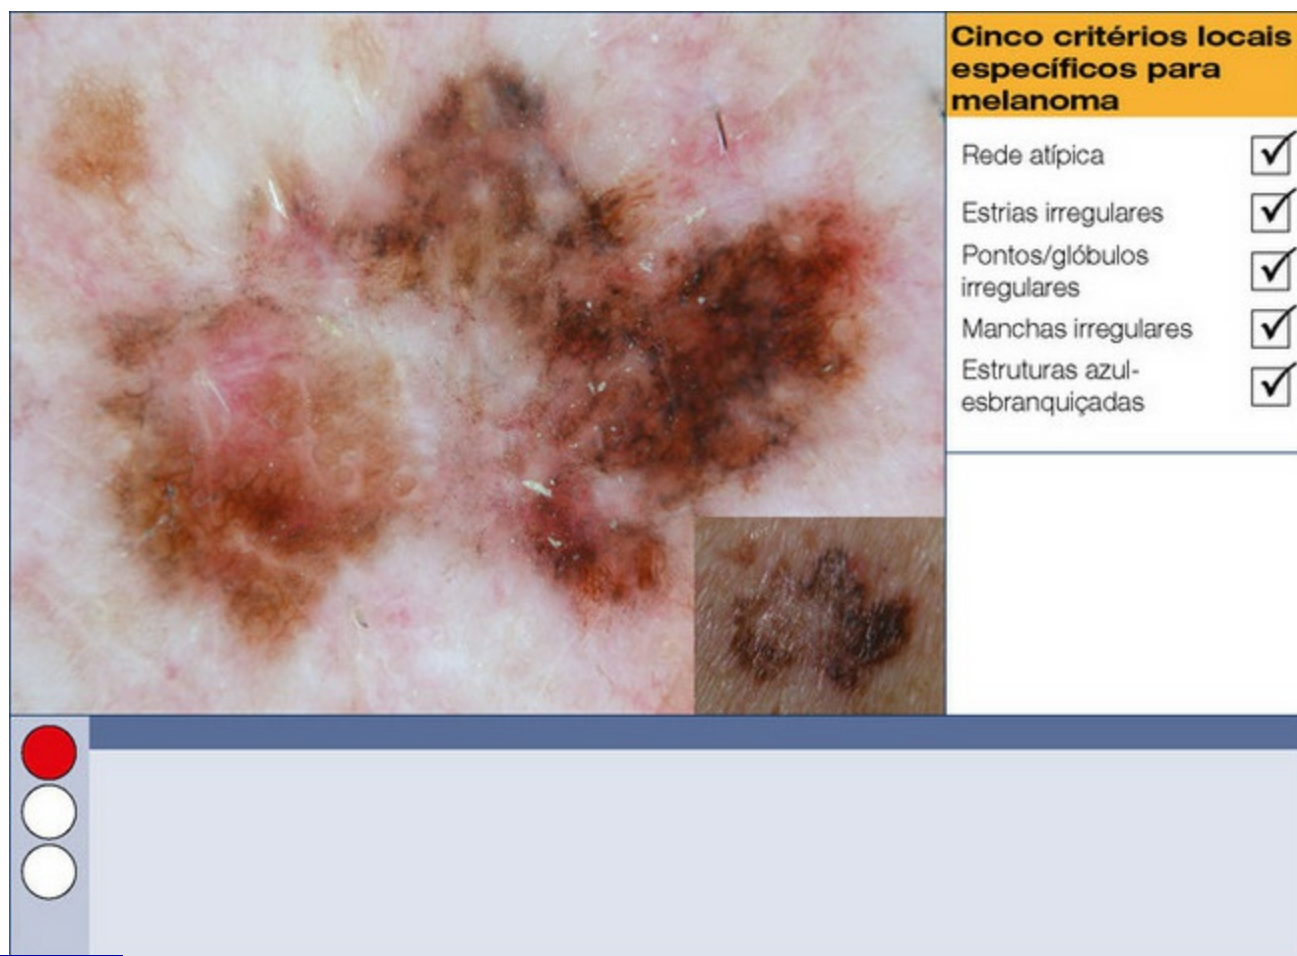 Cinco critérios locais
específicos para
melanoma
Rede atípica
Estrias irregulares
Pontos/glóbulos
irregulares
Manchas irregulares
Estruturas azul-
esbranquiçadas